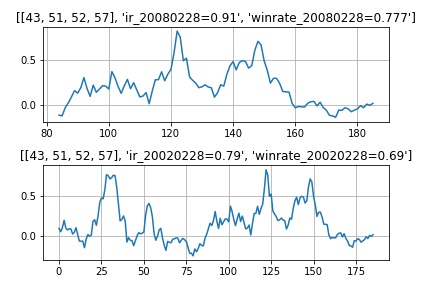 [[43, 51, 52, 57], 'ir_20080228=0.91', 'winrate_20080228=0.777']
0.5
0.0
80 100 120 140 160 180
[[43, 51, 52, 57], 'ir_20020228=0.79', 'winrate_20020228=0.69']
0.5
0.0
0 25 50 75 100 125 150 175